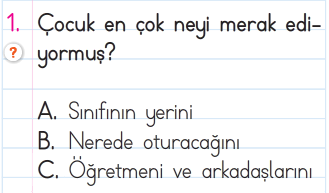 1. Çocuk en çok neyi merak edi-
? yormuş?
A. Sınıfının yerini
B. Nerede oturacağını
C. Öğretmeni ve arkadaşlarını